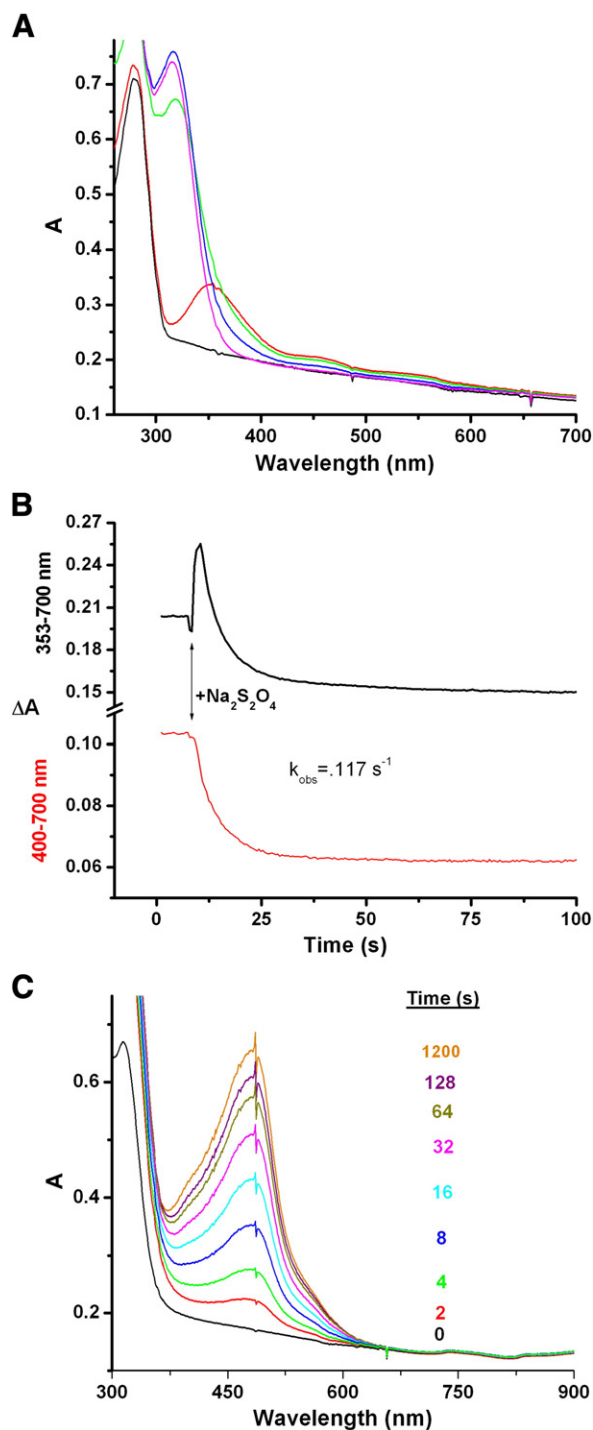 A
0.7
0.6
0.5
0.4
0.3
0.2
0.1
A
300 400 500 600 700
Wavelength (nm)
B
0.27
0.24
0.21
0.18
0.15
353-700 nm
ΔA
+Na₂S₂O₄
0.10
0.08
0.06
400-700 nm
k_obs=.117 s⁻¹
0 25 50 75 100
Time (s)
C
Time (s)
1200
128
64
32
16
8
4
2
0
0.6
0.4
0.2
A
300 450 600 750 900
Wavelength (nm)